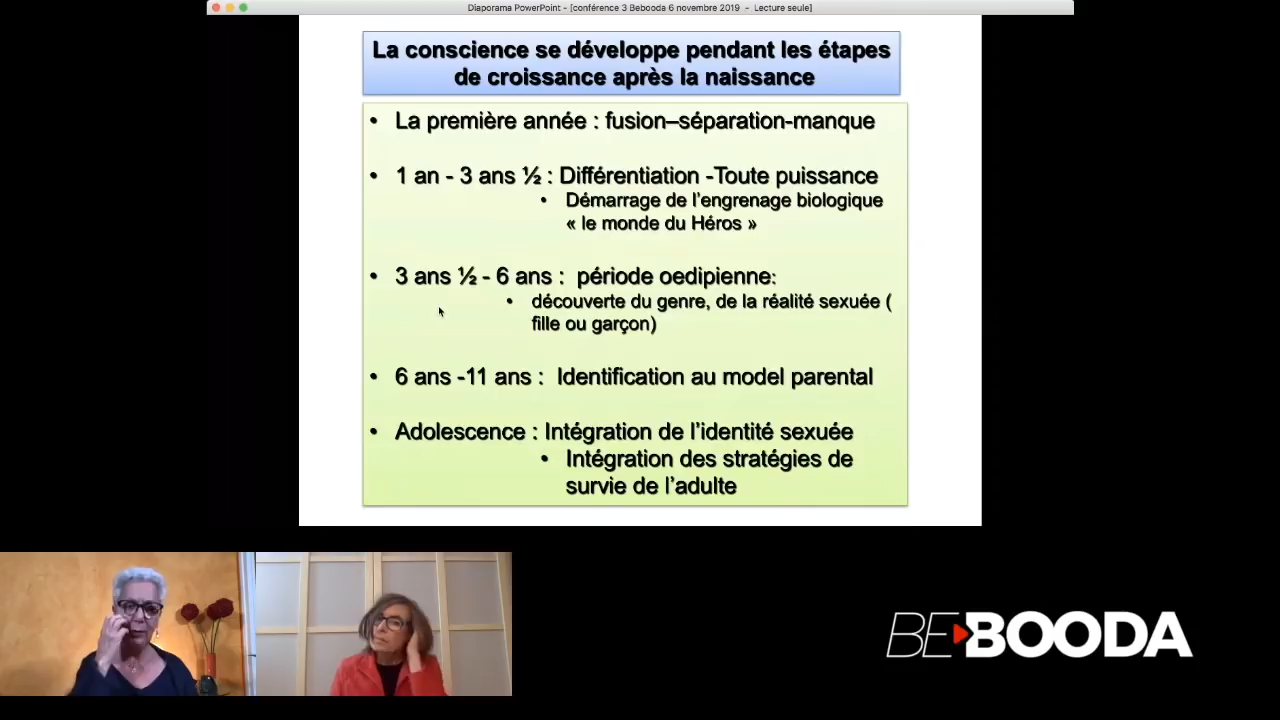 Diaporama PowerPoint - [conférence 3 Bebooda 6 novembre 2019 - Lecture seule]
La conscience se développe pendant les étapes
de croissance après la naissance
• La première année : fusion–séparation-manque
• 1 an - 3 ans ½ : Différentiation -Toute puissance
• Démarrage de l'engrenage biologique
« le monde du Héros »
• 3 ans ½ - 6 ans : période oedipienne:
• découverte du genre, de la réalité sexuée (
fille ou garçon)
• 6 ans -11 ans : Identification au model parental
• Adolescence : Intégration de l'identité sexuée
• Intégration des stratégies de
survie de l'adulte
BEBOODA